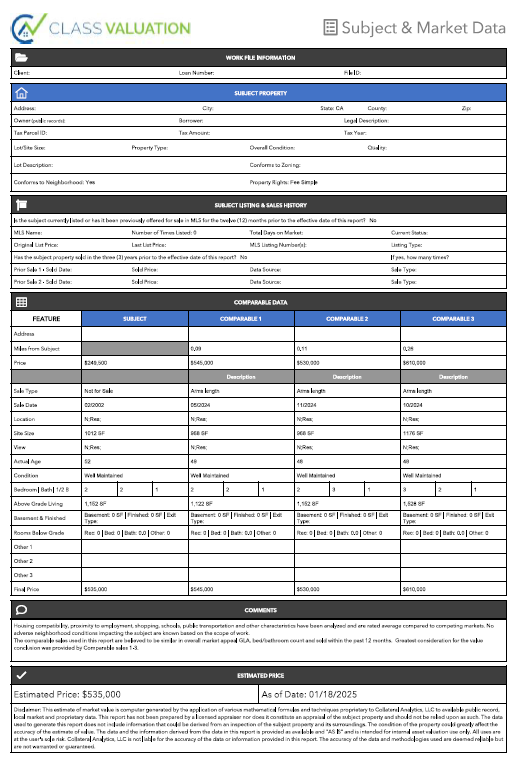 CLASS VALUATION
Subject & Market Data
WORK FILE INFORMATION
Client: Loan Number: File ID:
SUBJECT PROPERTY
Address: City: State: CA County: Zip:
Owner(public records): Borrower: Legal Description:
Tax Parcel ID: Tax Amount: Tax Year:
Lot/Site Size: Property Type: Overall Condition: Quality:
Lot Description: Conforms to Zoning:
Conforms to Neighborhood: Yes Property Rights: Fee Simple
SUBJECT LISTING & SALES HISTORY
Is the subject currently listed or has it been previously offered for sale in MLS for the twelve (12) months prior to the effective date of this report? No
MLS Name: Number of Times Listed: 0 Total Days on Market: Current Status:
Original List Price: Last List Price: MLS Listing Number(s): Listing Type:
Has the subject property sold in the three (3) years prior to the effective date of this report? No If yes, how many times?
Prior Sale 1 - Sold Date: Sold Price: Data Source: Sale Type:
Prior Sale 2 - Sold Date: Sold Price: Data Source: Sale Type:
COMPARABLE DATA
FEATURE SUBJECT COMPARABLE 1 COMPARABLE 2 COMPARABLE 3
Address
Miles from Subject 0.09 0.11 0.26
Price $249,500 $545,000 $530,000 $610,000
Description Description Description
Sale Type Not for Sale Arms length Arms length Arms length
Sale Date 02/2002 05/2024 11/2024 10/2024
Location N;Res; N;Res; N;Res; N;Res;
Site Size 1012 SF 968 SF 968 SF 1176 SF
View N;Res; N;Res; N;Res; N;Res;
Actual Age 52 49 48 48
Condition Well Maintained Well Maintained Well Maintained Well Maintained
Bedroom | Bath | 1/2 B 2 2 1 2 2 1 2 3 1 3 2 1
Above Grade Living 1,152 SF 1,122 SF 1,152 SF 1,528 SF
Basement & Finished Basement: 0 SF | Finished: 0 SF | Exit Type: Basement: 0 SF | Finished: 0 SF | Exit Type: Basement: 0 SF | Finished: 0 SF | Exit Type: Basement: 0 SF | Finished: 0 SF | Exit Type:
Rooms Below Grade Rec: 0 | Bed: 0 | Bath: 0.0 | Other: 0 Rec: 0 | Bed: 0 | Bath: 0.0 | Other: 0 Rec: 0 | Bed: 0 | Bath: 0.0 | Other: 0 Rec: 0 | Bed: 0 | Bath: 0.0 | Other: 0
Other 1
Other 2
Other 3
Final Price $535,000 $545,000 $530,000 $610,000
COMMENTS
Housing compatibility, proximity to employment, shopping, schools, public transportation and other characteristics have been analyzed and are rated average compared to competing markets. No
adverse neighborhood conditions impacting the subject are known based on the scope of work.
The comparable sales used in this report are believed to be similar in overall market appeal GLA, bed/bathroom count and sold within the past 12 months. Greatest consideration for the value
conclusion was provided by Comparable sales 1-3.
ESTIMATED PRICE
Estimated Price: $535,000 As of Date: 01/18/2025
Disclaimer: This estimate of market value is computer generated by the application of various mathematical formulas and techniques proprietary to Collateral Analytics, LLC to available public record,
local market and proprietary data. This report has not been prepared by a licensed appraiser nor does it constitute an appraisal of the subject property and should not be relied upon as such. The data
used to generate this report does not include information that could be derived from an inspection of the subject property and its surroundings. The condition of the property could greatly affect the
accuracy of the estimate of value. The data and the information derived from the data in this report is provided as available and "AS IS" and is intended for internal asset valuation use only. All uses are
at the user's sole risk. Collateral Analytics, LLC is not liable for the accuracy of the data or information provided in this report. The accuracy of the data and methodologies used are deemed reliable but
are not warranted or guaranteed.